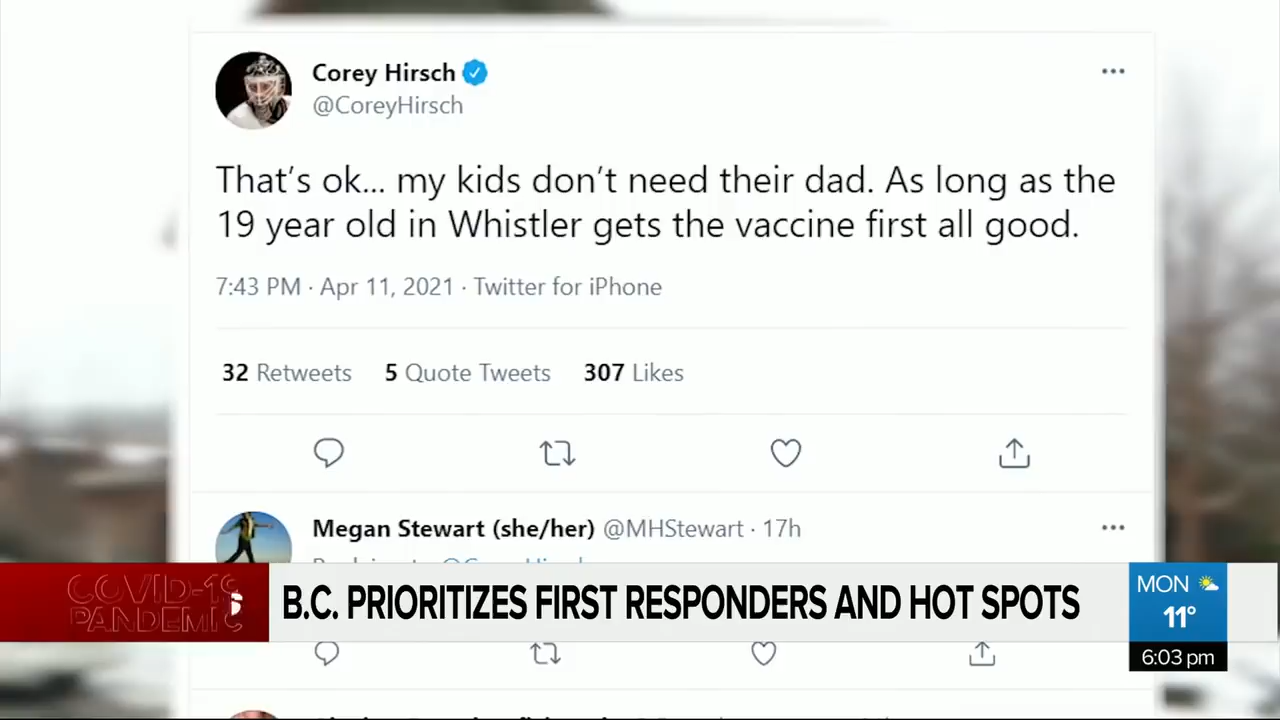 Corey Hirsch
@CoreyHirsch
That's ok... my kids don't need their dad. As long as the
19 year old in Whistler gets the vaccine first all good.
7:43 PM · Apr 11, 2021 · Twitter for iPhone
32 Retweets 5 Quote Tweets 307 Likes
Megan Stewart (she/her) @MHStewart · 17h
COVID-19
PANDEMIC
B.C. PRIORITIZES FIRST RESPONDERS AND HOT SPOTS
MON
11°
6:03 pm